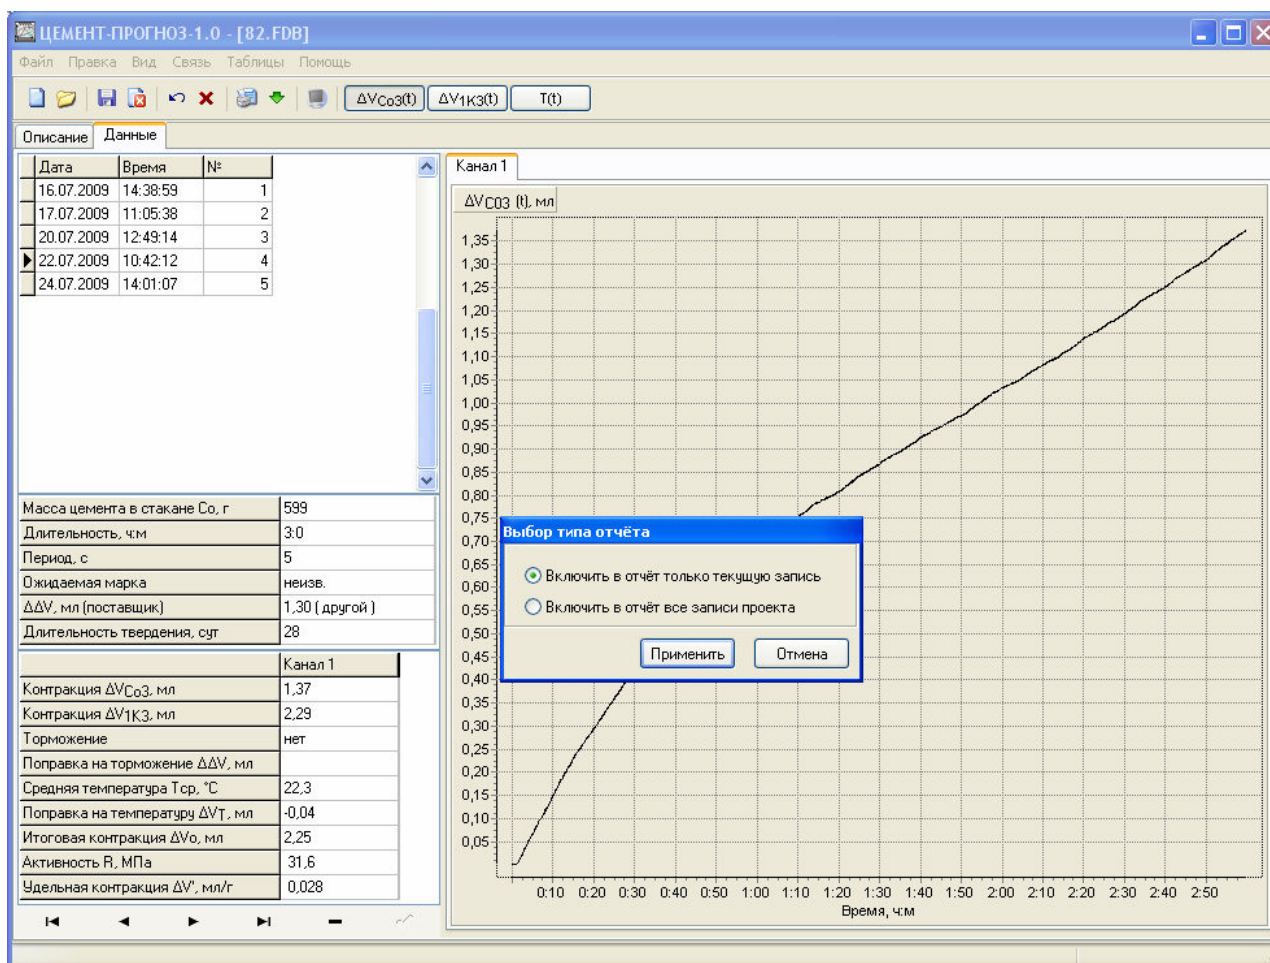 ЦЕМЕНТ-ПРОГНОЗ-1.0 - [82.FDB]
Файл Правка Вид Связь Таблицы Помощь
ΔVCo3(t) ΔV1K3(t) T(t)
Описание Данные
Дата Время №
16.07.2009 14:38:59 1
17.07.2009 11:05:38 2
20.07.2009 12:49:14 3
22.07.2009 10:42:12 4
24.07.2009 14:01:07 5
Масса цемента в стакане Co, г 599
Длительность, ч:м 3:0
Период, с 5
Ожидаемая марка неизв.
ΔΔV, мл (поставщик) 1,30 ( другой )
Длительность твердения, сут 28
Канал 1
Контракция ΔVCo3, мл 1,37
Контракция ΔV1K3, мл 2,29
Торможение нет
Поправка на торможение ΔΔV, мл
Средняя температура Tср, °C 22,3
Поправка на температуру ΔVT, мл -0,04
Итоговая контракция ΔVo, мл 2,25
Активность R, МПа 31,6
Удельная контракция ΔV', мл/г 0,028
Канал 1
ΔVC03 (t), мл
1,35
1,30
1,25
1,20
1,15
1,10
1,05
1,00
0,95
0,90
0,85
0,80
0,75
0,70
0,65
0,60
0,55
0,50
0,45
0,40
0,35
0,30
0,25
0,20
0,15
0,10
0,05
0:10 0:20 0:30 0:40 0:50 1:00 1:10 1:20 1:30 1:40 1:50 2:00 2:10 2:20 2:30 2:40 2:50
Время, ч:м
Выбор типа отчёта
Включить в отчёт только текущую запись
Включить в отчёт все записи проекта
Применить Отмена